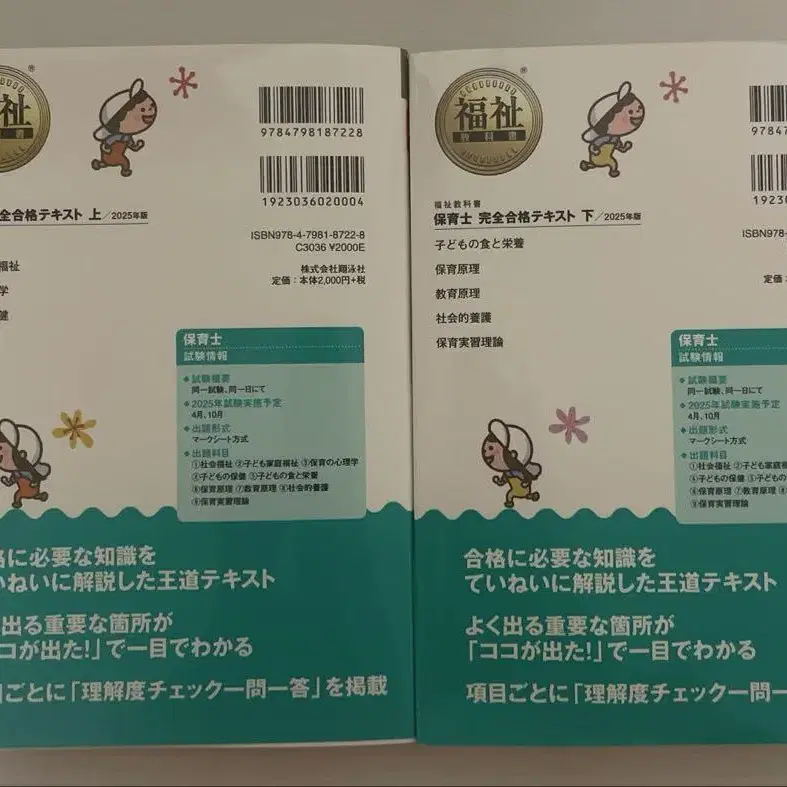 祉
®
9784798187228
1923036020004
全合格テキスト 上／2025年版
ISBN978-4-7981-8722-8
C3036 ¥2000E
株式会社翔泳社
定価：本体2,000円+税
福祉
学
健
保育士
試験情報
◆試験概要
同一試験、同一日にて
◆2025年試験実施予定
4月、10月
◆出題形式
マークシート方式
◆出題科目
①社会福祉 ②子ども家庭福祉 ③保育の心理学
④子どもの保健 ⑤子どもの食と栄養
⑥保育原理 ⑦教育原理 ⑧社会的養護
⑨保育実習理論
に必要な知識を
いねいに解説した王道テキスト
出る重要な箇所が
ココが出た!」で一目でわかる
ごとに「理解度チェック一問一答」を掲載
福祉
教科書
®
97847
19230
福祉教科書
保育士 完全合格テキスト 下／2025年版
ISBN978-
定価
子どもの食と栄養
保育原理
教育原理
社会的養護
保育実習理論
保育士
試験情報
◆試験概要
同一試験、同一日にて
◆2025年試験実施予定
4月、10月
◆出題形式
マークシート方式
◆出題科目
①社会福祉 ②子ども家庭福
④子どもの保健 ⑤子どもの
⑥保育原理 ⑦教育原理
⑨保育実習理論
合格に必要な知識を
ていねいに解説した王道テキスト
よく出る重要な箇所が
「ココが出た!」で一目でわかる
項目ごとに「理解度チェック一問一